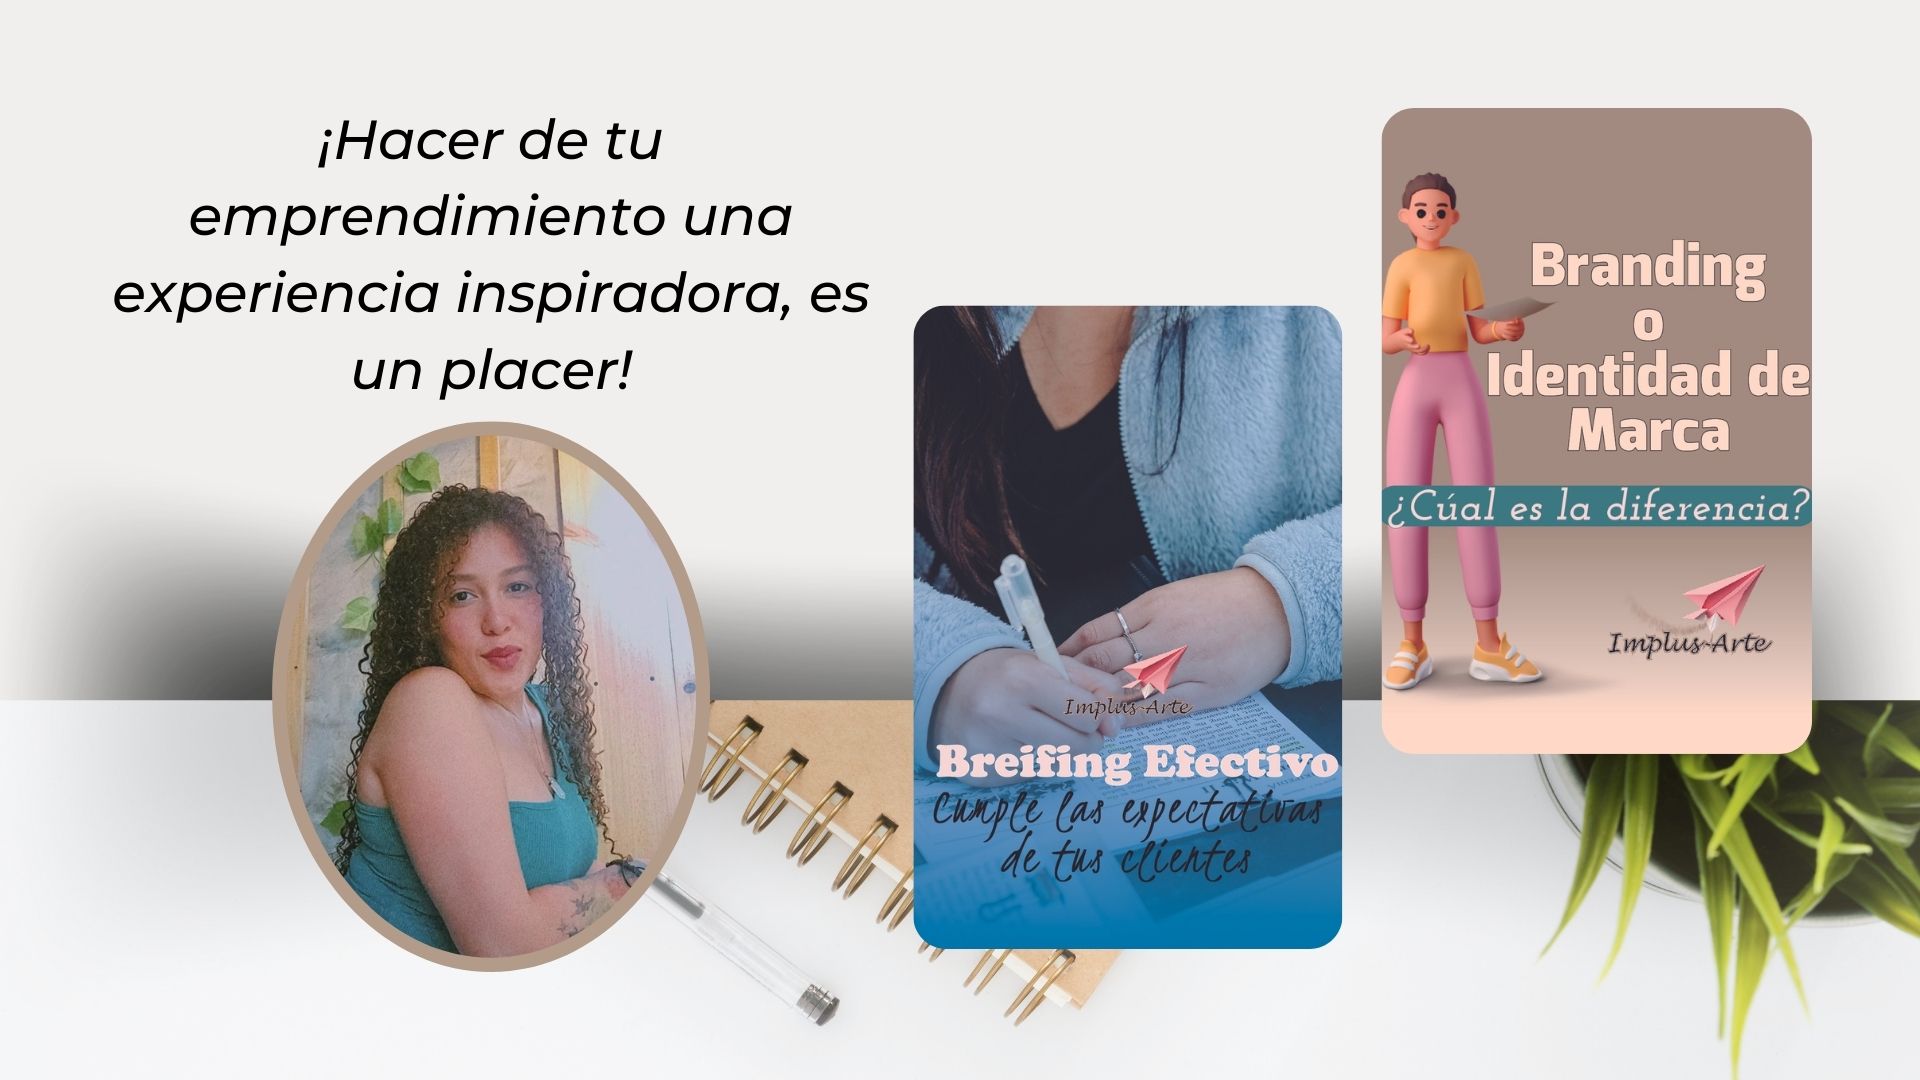 ¡Hacer de tu
emprendimiento una
experiencia inspiradora, es
un placer!
Implus-Arte
Breifing Efectivo
Cumple las expectativas
de tus clientes
Branding
o
Identidad de
Marca
¿Cúal es la diferencia?
Implus-Arte